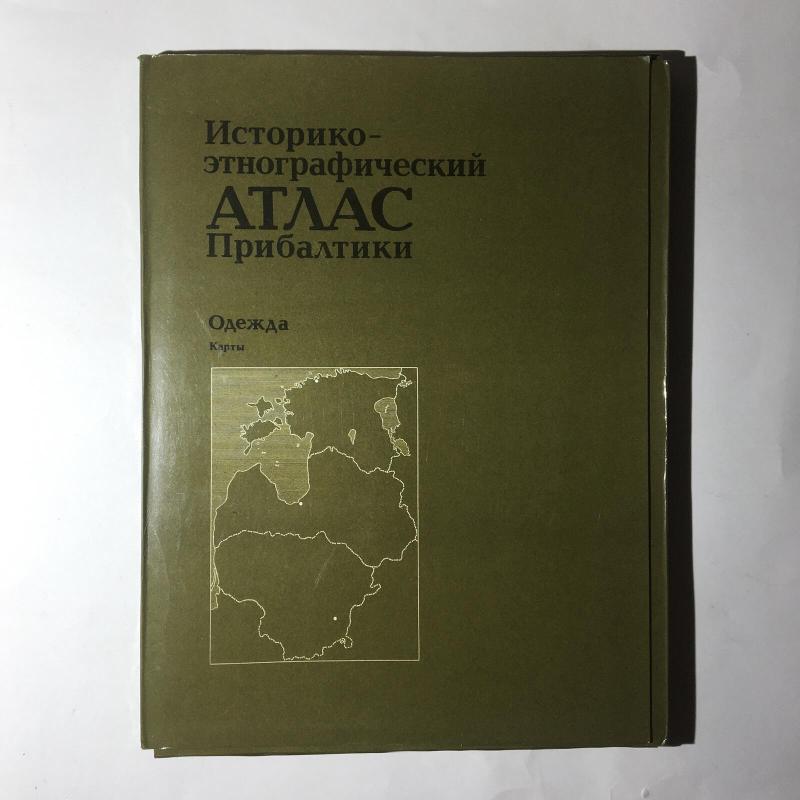 Историко-
этнографический
АТЛАС
Прибалтики
Одежда
Карты